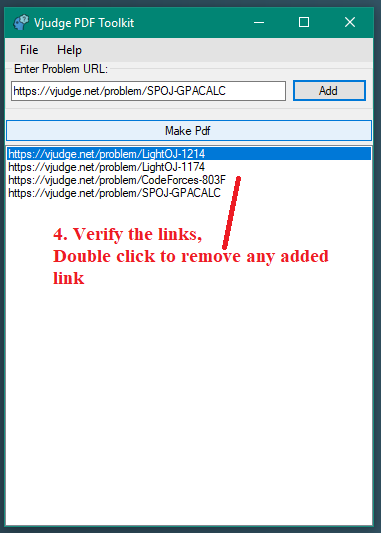 Vjudge PDF Toolkit
File Help
Enter Problem URL:
https://vjudge.net/problem/SPOJ-GPACALC Add
Make Pdf
https://vjudge.net/problem/LightOJ-1214
https://vjudge.net/problem/LightOJ-1174
https://vjudge.net/problem/CodeForces-803F
https://vjudge.net/problem/SPOJ-GPACALC
4. Verify the links,
Double click to remove any added
link